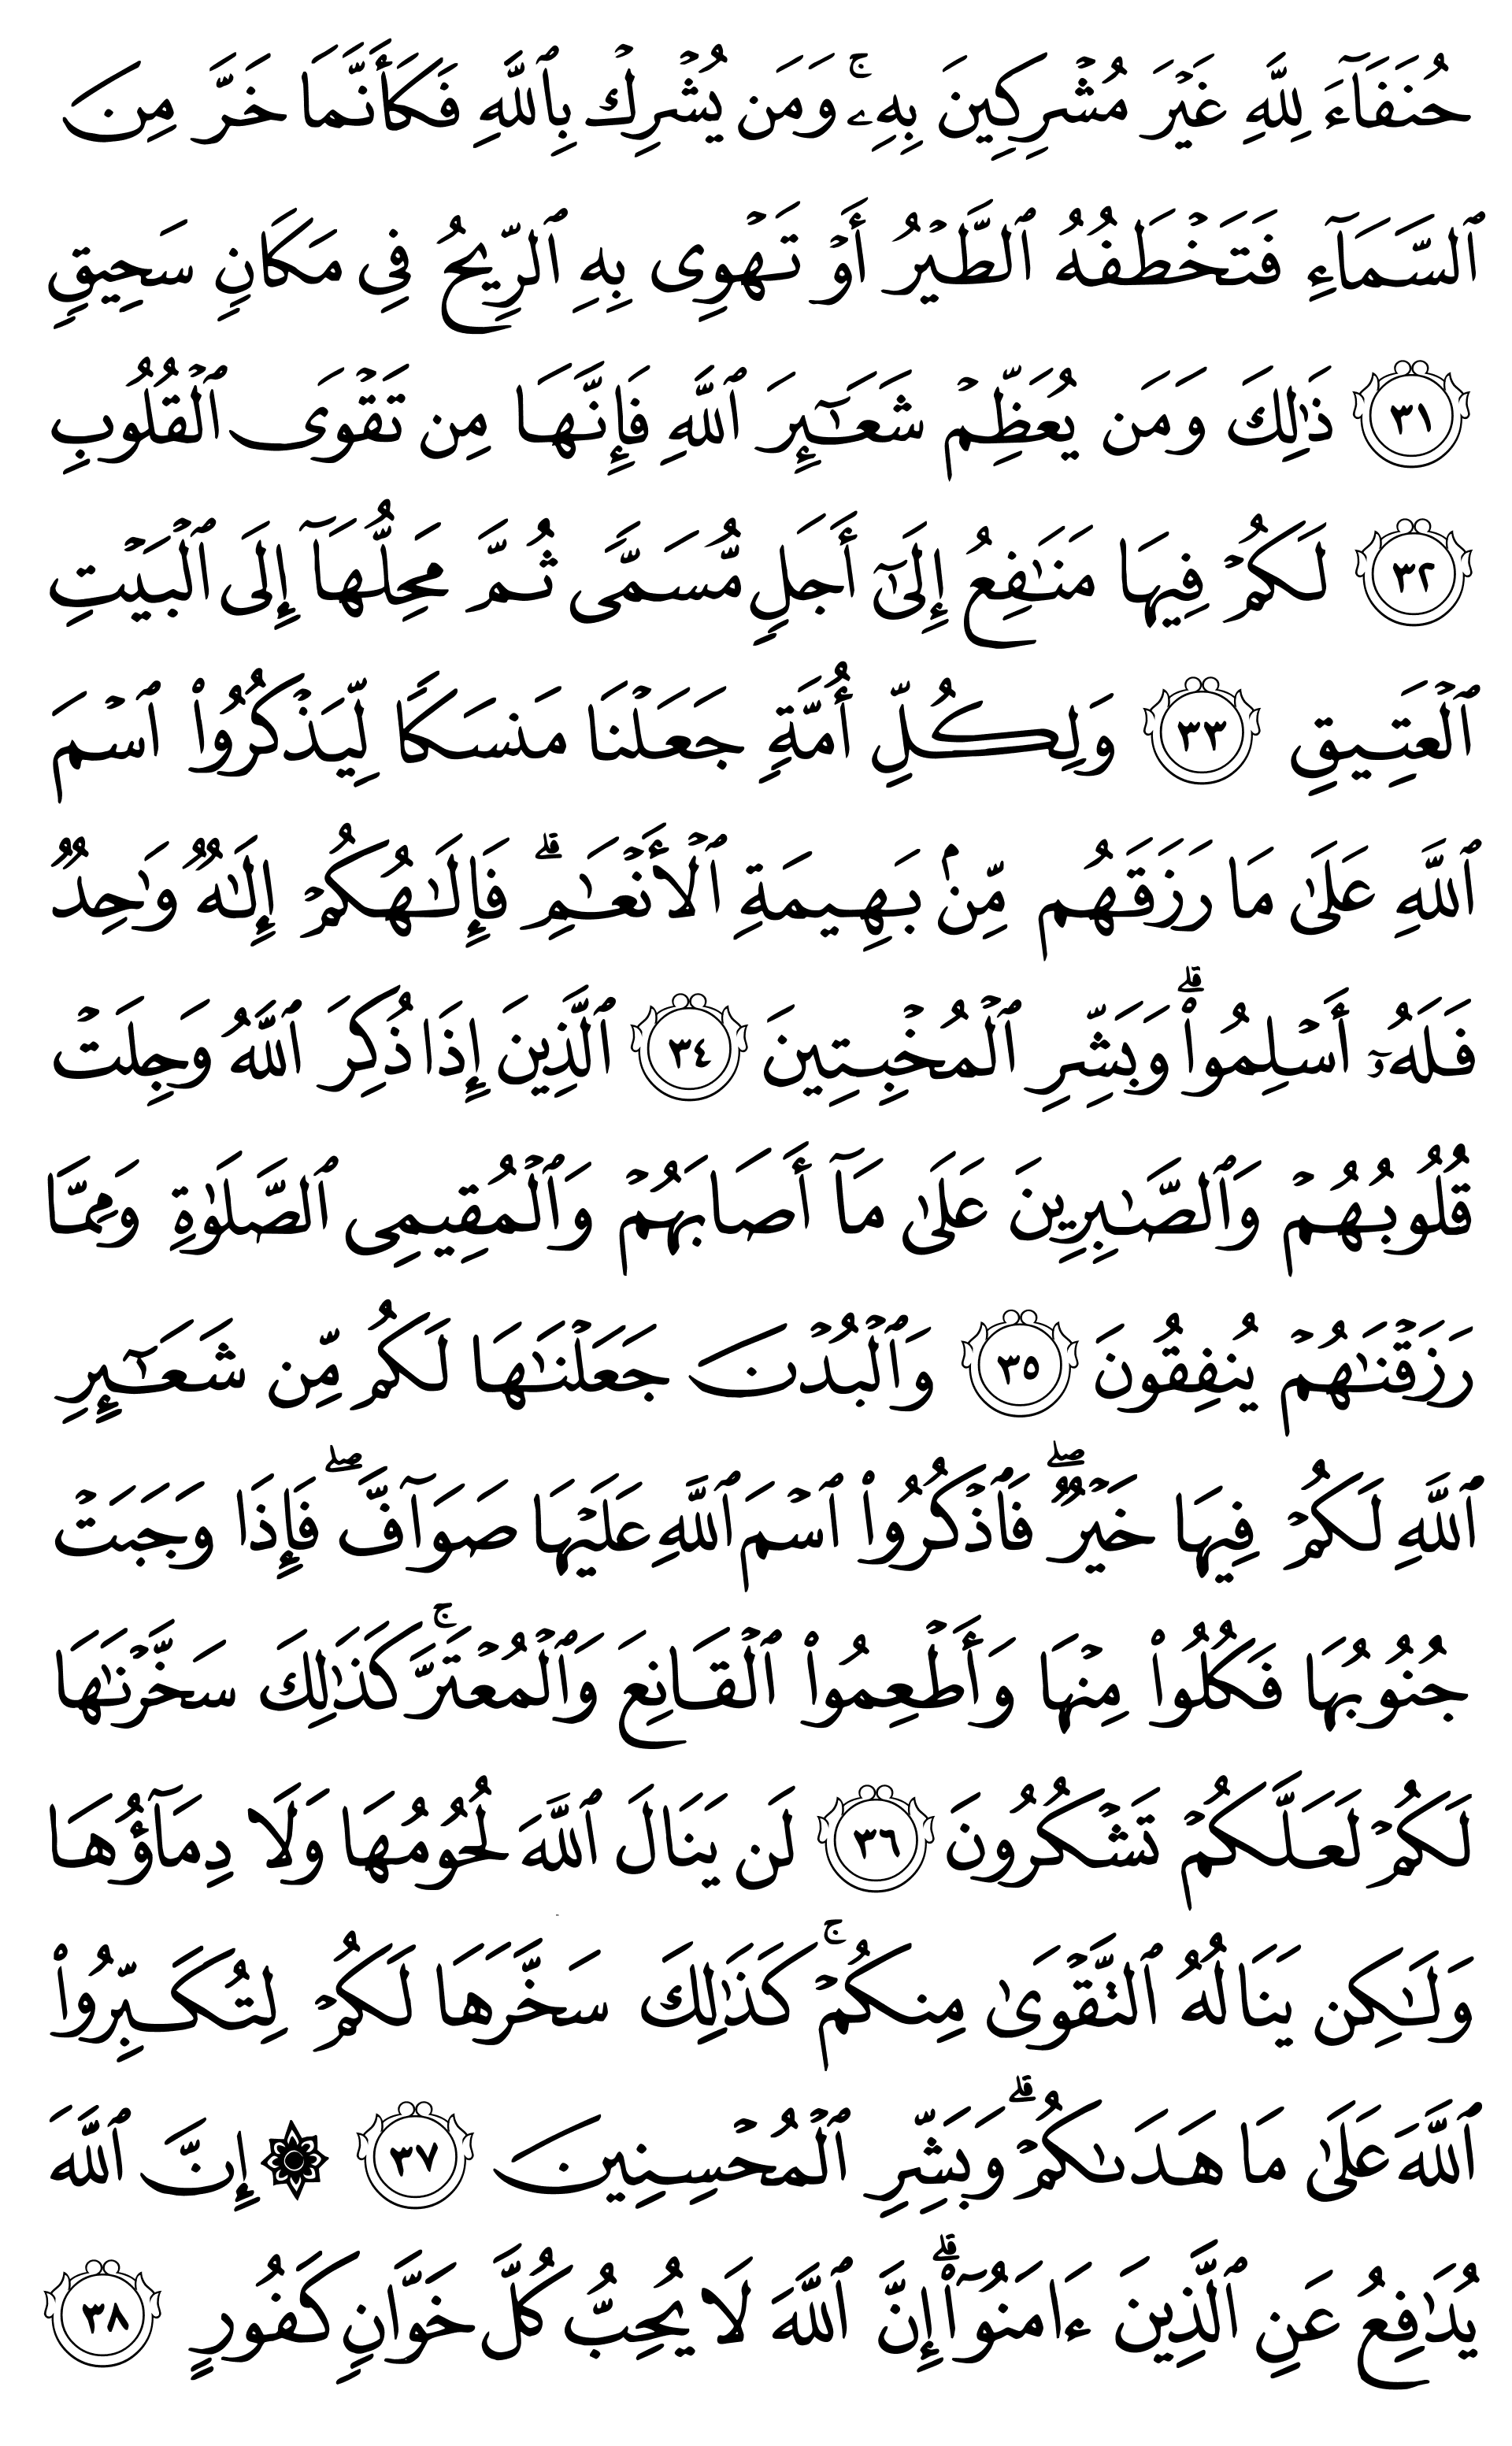 حُنَفَآءَ لِلَّهِ غَيْرَ مُشْرِكِينَ بِهِۦۚ وَمَن يُشْرِكْ بِٱللَّهِ فَكَأَنَّمَا خَرَّ مِنَ
ٱلسَّمَآءِ فَتَخْطَفُهُ ٱلطَّيْرُ أَوْ تَهْوِى بِهِ ٱلرِّيحُ فِى مَكَانٍ سَحِيقٍ
٣١ ذَٰلِكَ وَمَن يُعَظِّمْ شَعَـٰٓئِرَ ٱللَّهِ فَإِنَّهَا مِن تَقْوَى ٱلْقُلُوبِ
٣٢ لَكُمْ فِيهَا مَنَـٰفِعُ إِلَىٰٓ أَجَلٍ مُّسَمًّى ثُمَّ مَحِلُّهَآ إِلَى ٱلْبَيْتِ
ٱلْعَتِيقِ ٣٣ وَلِكُلِّ أُمَّةٍ جَعَلْنَا مَنسَكًا لِّيَذْكُرُوا۟ ٱسْمَ
ٱللَّهِ عَلَىٰ مَا رَزَقَهُم مِّنۢ بَهِيمَةِ ٱلْأَنْعَـٰمِۗ فَإِلَـٰهُكُمْ إِلَـٰهٌ وَٰحِدٌ
فَلَهُۥٓ أَسْلِمُوا۟ۗ وَبَشِّرِ ٱلْمُخْبِتِينَ ٣٤ ٱلَّذِينَ إِذَا ذُكِرَ ٱللَّهُ وَجِلَتْ
قُلُوبُهُمْ وَٱلصَّـٰبِرِينَ عَلَىٰ مَآ أَصَابَهُمْ وَٱلْمُقِيمِى ٱلصَّلَوٰةِ وَمِمَّا
رَزَقْنَـٰهُمْ يُنفِقُونَ ٣٥ وَٱلْبُدْنَ جَعَلْنَـٰهَا لَكُم مِّن شَعَـٰٓئِرِ
ٱللَّهِ لَكُمْ فِيهَا خَيْرٌۖ فَٱذْكُرُوا۟ ٱسْمَ ٱللَّهِ عَلَيْهَا صَوَآفَّۖ فَإِذَا وَجَبَتْ
جُنُوبُهَا فَكُلُوا۟ مِنْهَا وَأَطْعِمُوا۟ ٱلْقَانِعَ وَٱلْمُعْتَرَّۚ كَذَٰلِكَ سَخَّرْنَـٰهَا
لَكُمْ لَعَلَّكُمْ تَشْكُرُونَ ٣٦ لَن يَنَالَ ٱللَّهَ لُحُومُهَا وَلَا دِمَآؤُهَا
وَلَـٰكِن يَنَالُهُ ٱلتَّقْوَىٰ مِنكُمْۚ كَذَٰلِكَ سَخَّرَهَا لَكُمْ لِتُكَبِّرُوا۟
ٱللَّهَ عَلَىٰ مَا هَدَىٰكُمْۗ وَبَشِّرِ ٱلْمُحْسِنِينَ ٣٧ ۞ إِنَّ ٱللَّهَ
يُدَٰفِعُ عَنِ ٱلَّذِينَ ءَامَنُوٓا۟ۗ إِنَّ ٱللَّهَ لَا يُحِبُّ كُلَّ خَوَّانٍ كَفُورٍ ٣٨